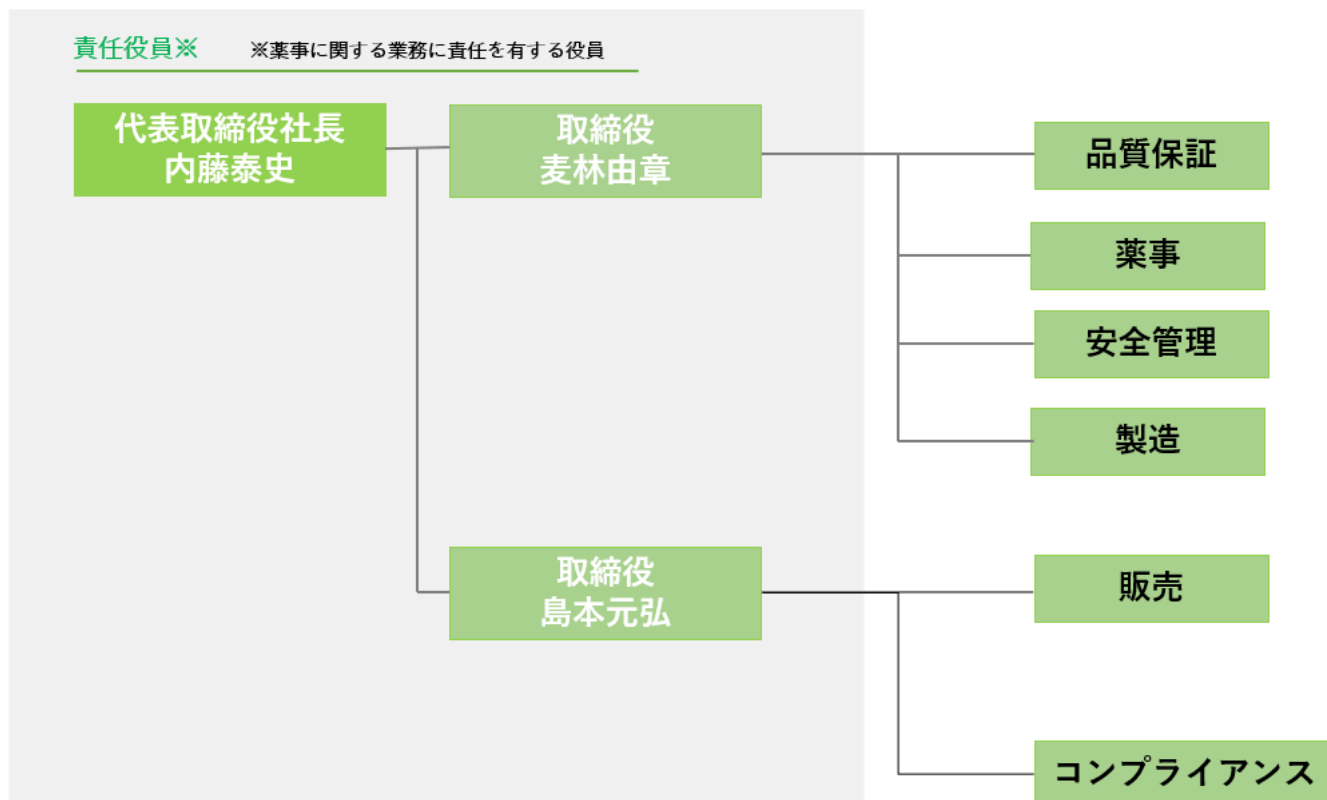 責任役員※ ※薬事に関する業務に責任を有する役員
代表取締役社長
内藤泰史
取締役
麦林由章
品質保証
薬事
安全管理
製造
取締役
島本元弘
販売
コンプライアンス